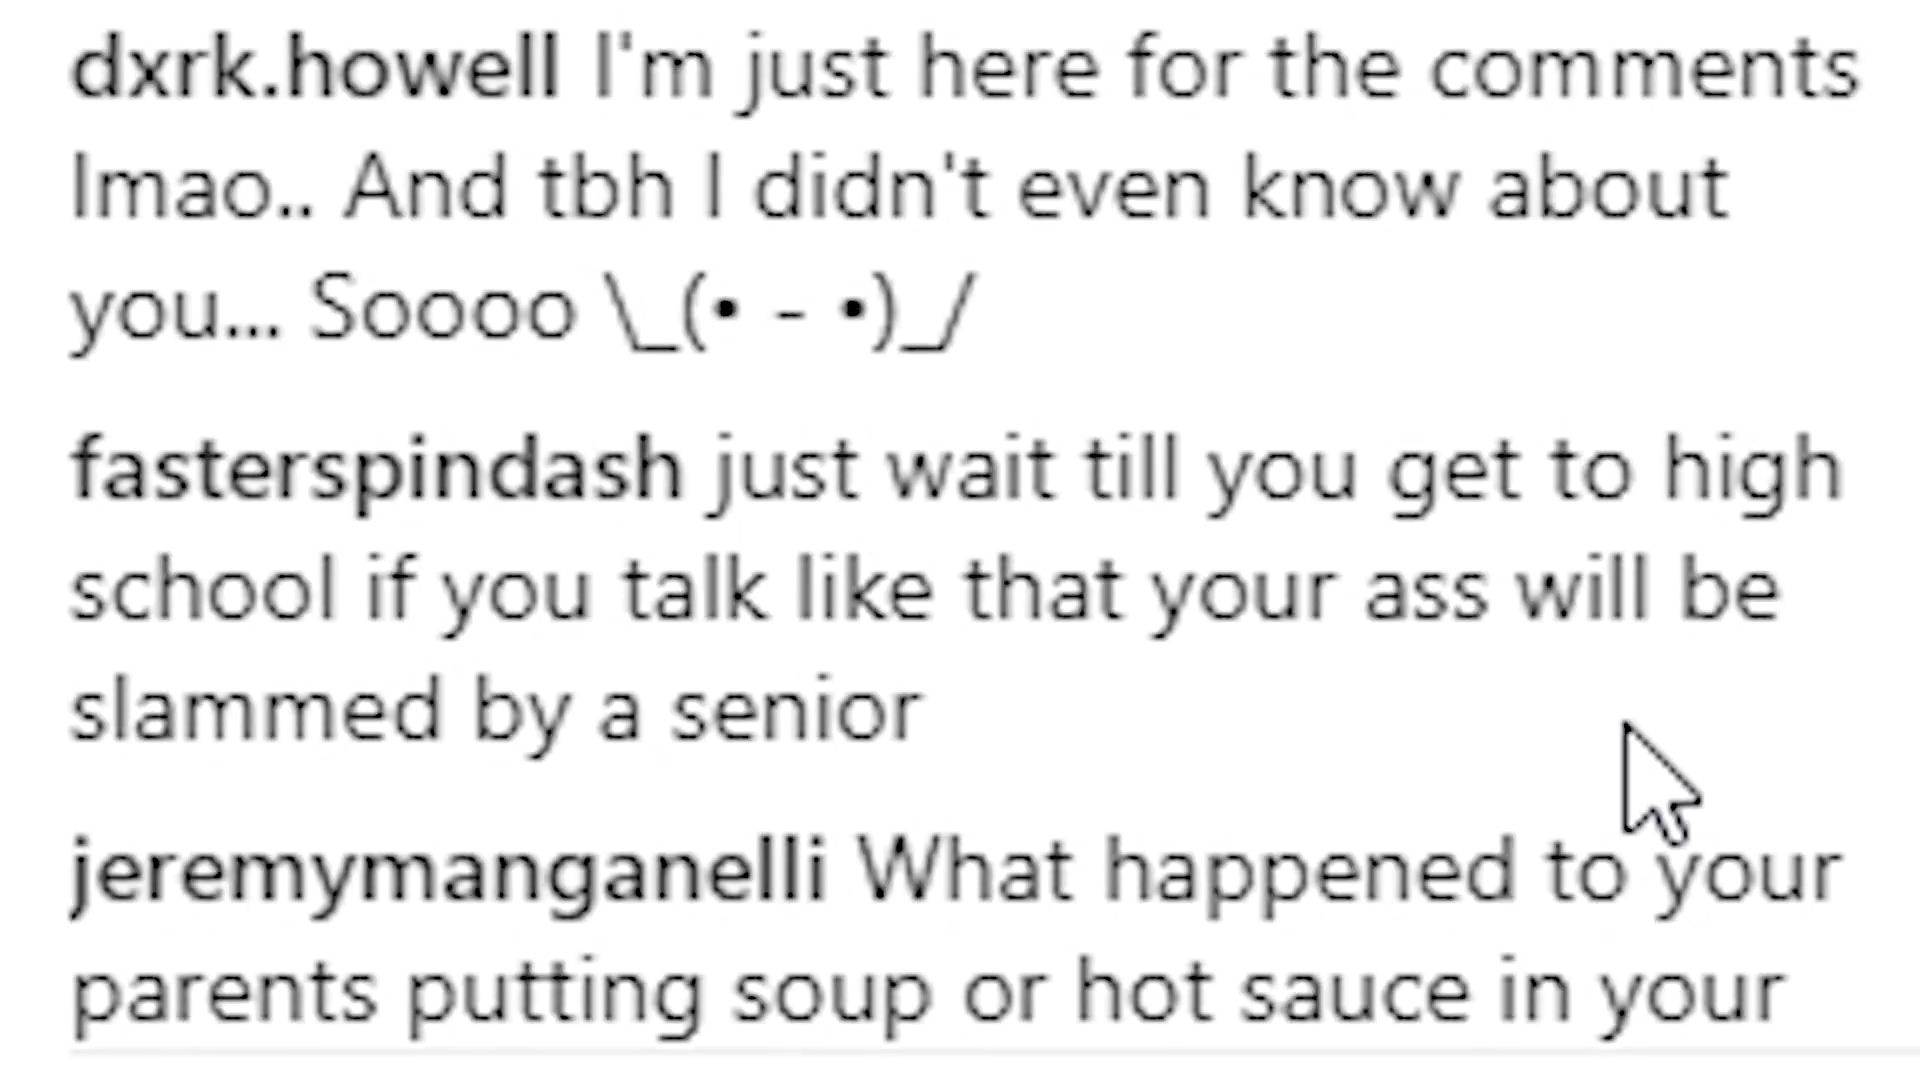 dxrk.howell I'm just here for the comments
lmao.. And tbh I didn't even know about
you... Soooo \_(• - •)_/
fasterspindash just wait till you get to high
school if you talk like that your ass will be
slammed by a senior
jeremymanganelli What happened to your
parents putting soup or hot sauce in your